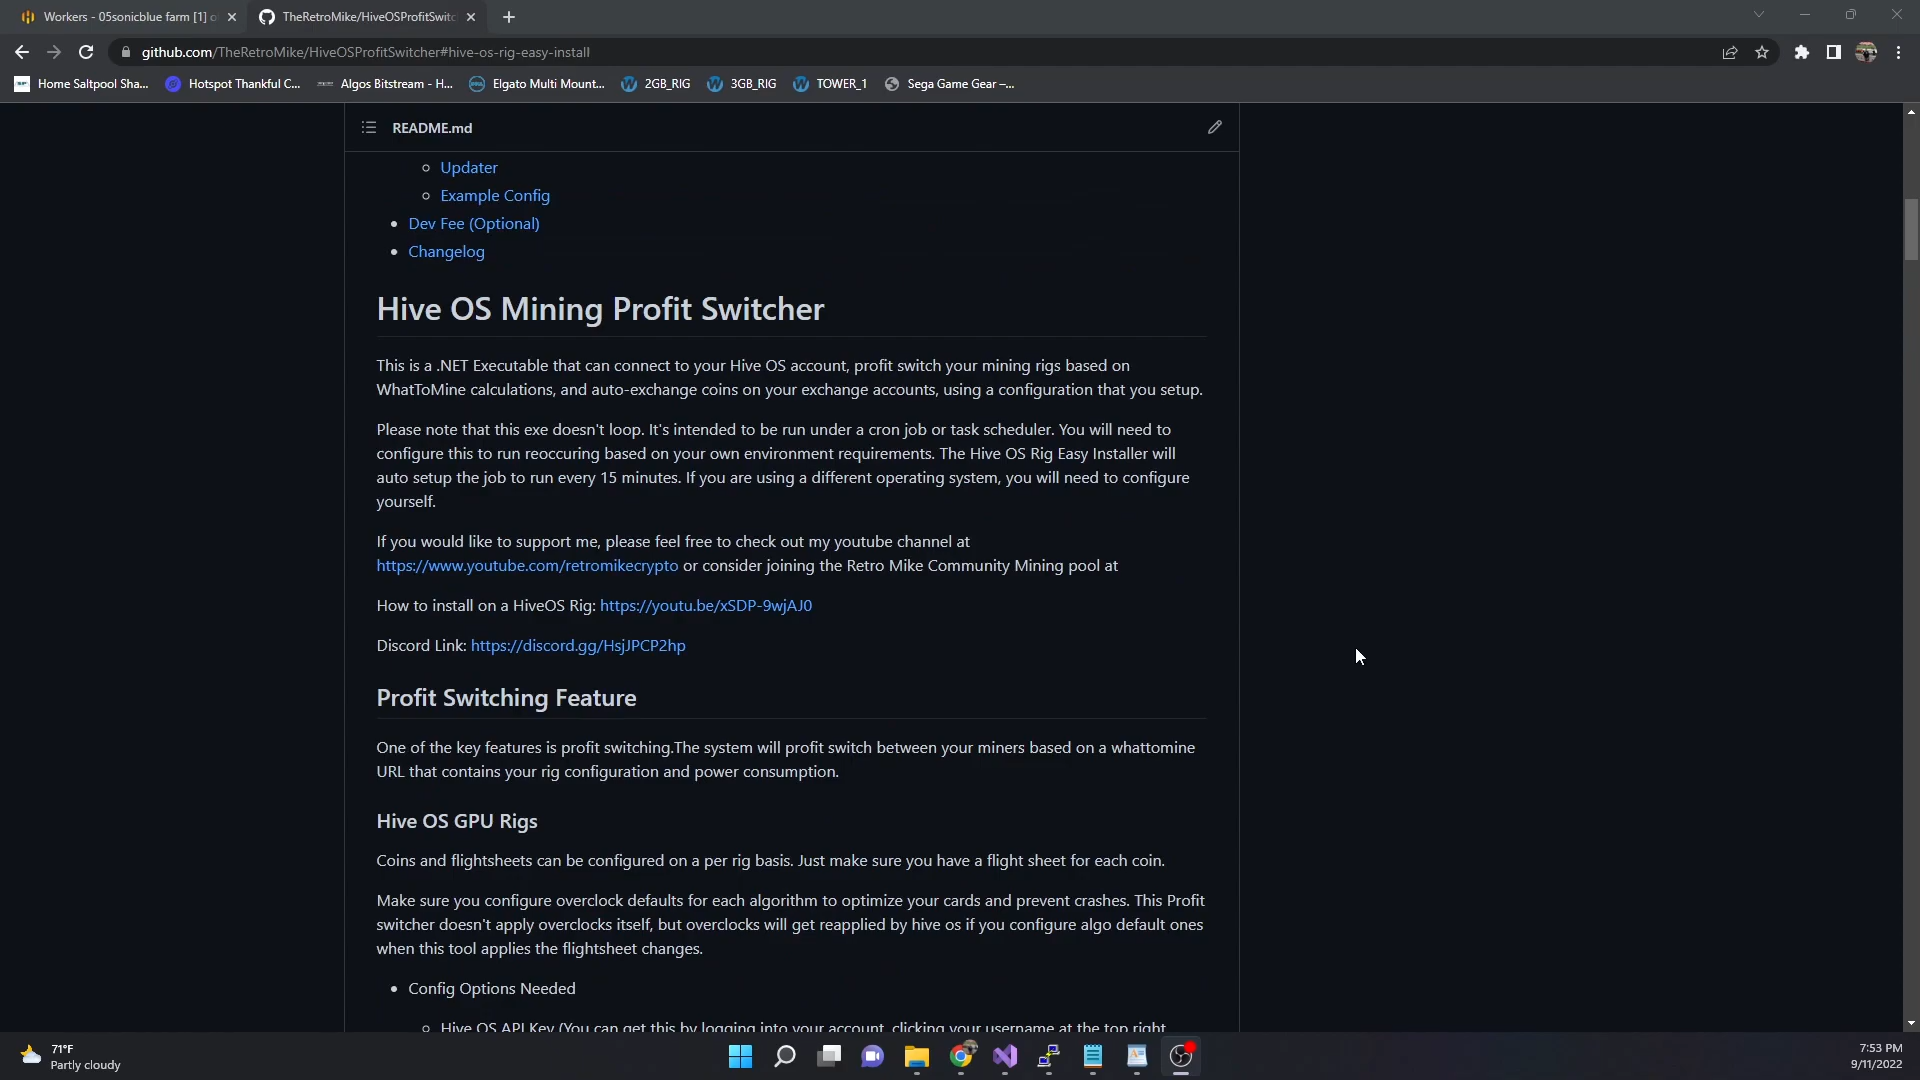 Workers - 05sonicblue farm [1] o
TheRetroMike/HiveOSProfitSwitc
github.com/TheRetroMike/HiveOSProfitSwitcher#hive-os-rig-easy-install
Home Saltpool Sha...
Hotspot Thankful C...
Algos Bitstream - H...
Elgato Multi Mount...
2GB_RIG
3GB_RIG
TOWER_1
Sega Game Gear –...
README.md
Updater
Example Config
Dev Fee (Optional)
Changelog
Hive OS Mining Profit Switcher
This is a .NET Executable that can connect to your Hive OS account, profit switch your mining rigs based on
WhatToMine calculations, and auto-exchange coins on your exchange accounts, using a configuration that you setup.
Please note that this exe doesn't loop. It's intended to be run under a cron job or task scheduler. You will need to
configure this to run reoccuring based on your own environment requirements. The Hive OS Rig Easy Installer will
auto setup the job to run every 15 minutes. If you are using a different operating system, you will need to configure
yourself.
If you would like to support me, please feel free to check out my youtube channel at
https://www.youtube.com/retromikecrypto or consider joining the Retro Mike Community Mining pool at
How to install on a HiveOS Rig: https://youtu.be/xSDP-9wjAJ0
Discord Link: https://discord.gg/HsjJPCP2hp
Profit Switching Feature
One of the key features is profit switching.The system will profit switch between your miners based on a whattomine
URL that contains your rig configuration and power consumption.
Hive OS GPU Rigs
Coins and flightsheets can be configured on a per rig basis. Just make sure you have a flight sheet for each coin.
Make sure you configure overclock defaults for each algorithm to optimize your cards and prevent crashes. This Profit
switcher doesn't apply overclocks itself, but overclocks will get reapplied by hive os if you configure algo default ones
when this tool applies the flightsheet changes.
Config Options Needed
Hive OS API Key (You can get this by logging into your account, clicking your username at the top right
71°F
Partly cloudy
7:53 PM
9/11/2022